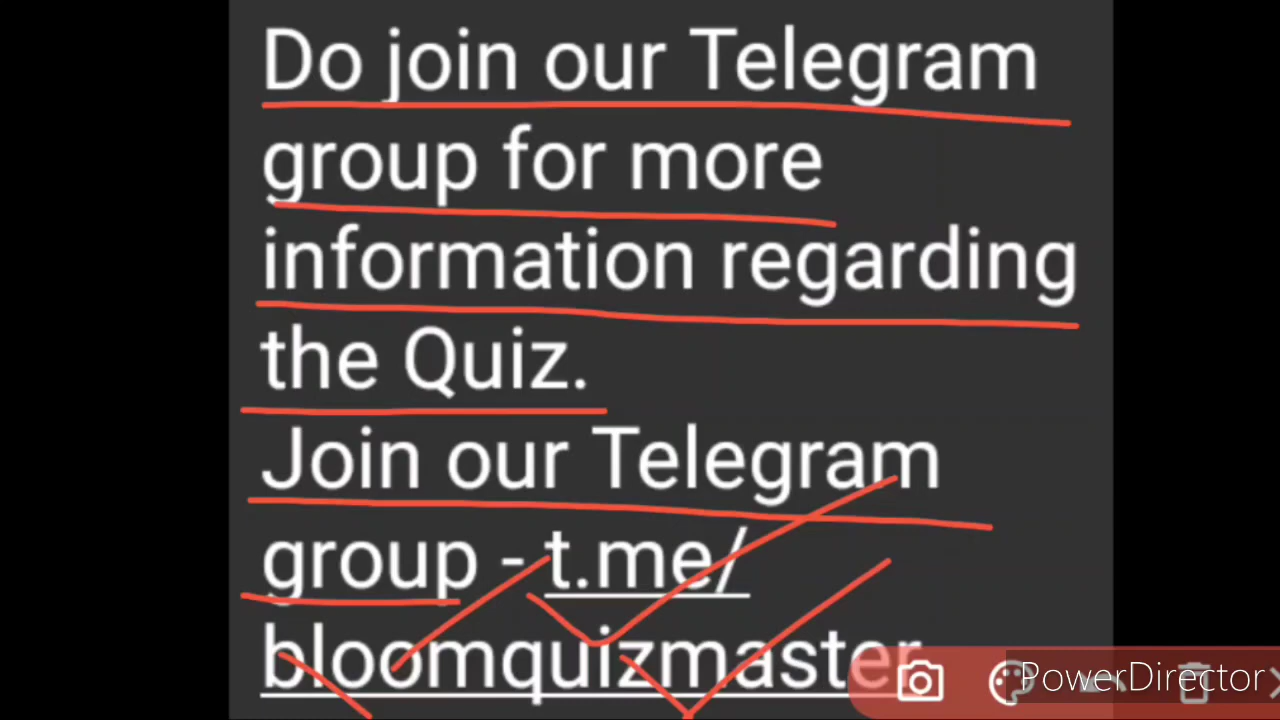 Do join our Telegram
group for more
information regarding
the Quiz.
Join our Telegram
group - t.me/
bloomquizmaster
PowerDirector